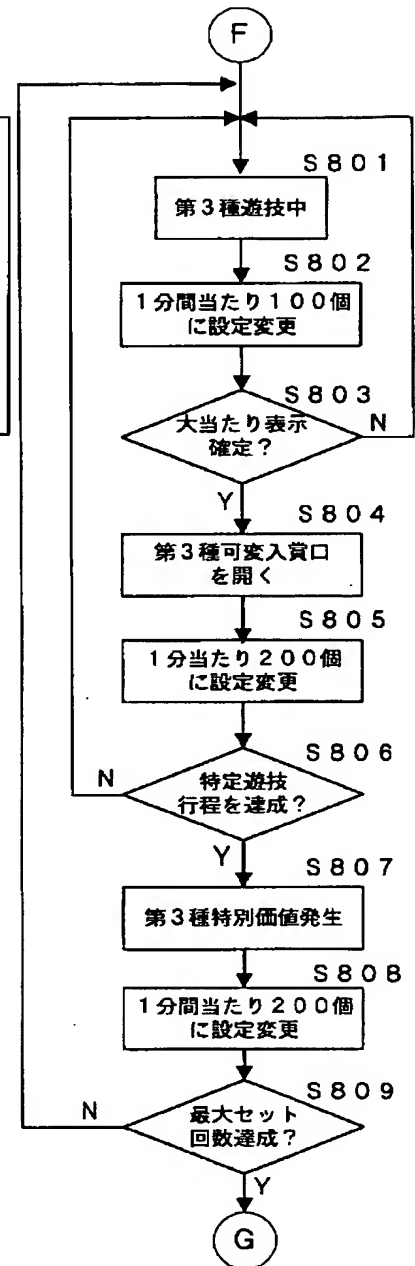 F
S801
第3種遊技中
S802
1分間当たり100個
に設定変更
S803
大当たり表示
確定?
N
Y
S804
第3種可変入賞口
を開く
S805
1分当たり200個
に設定変更
S806
特定遊技
行程を達成?
N
Y
S807
第3種特別価値発生
S808
1分間当たり200個
に設定変更
S809
最大セット
回数達成?
N
Y
G